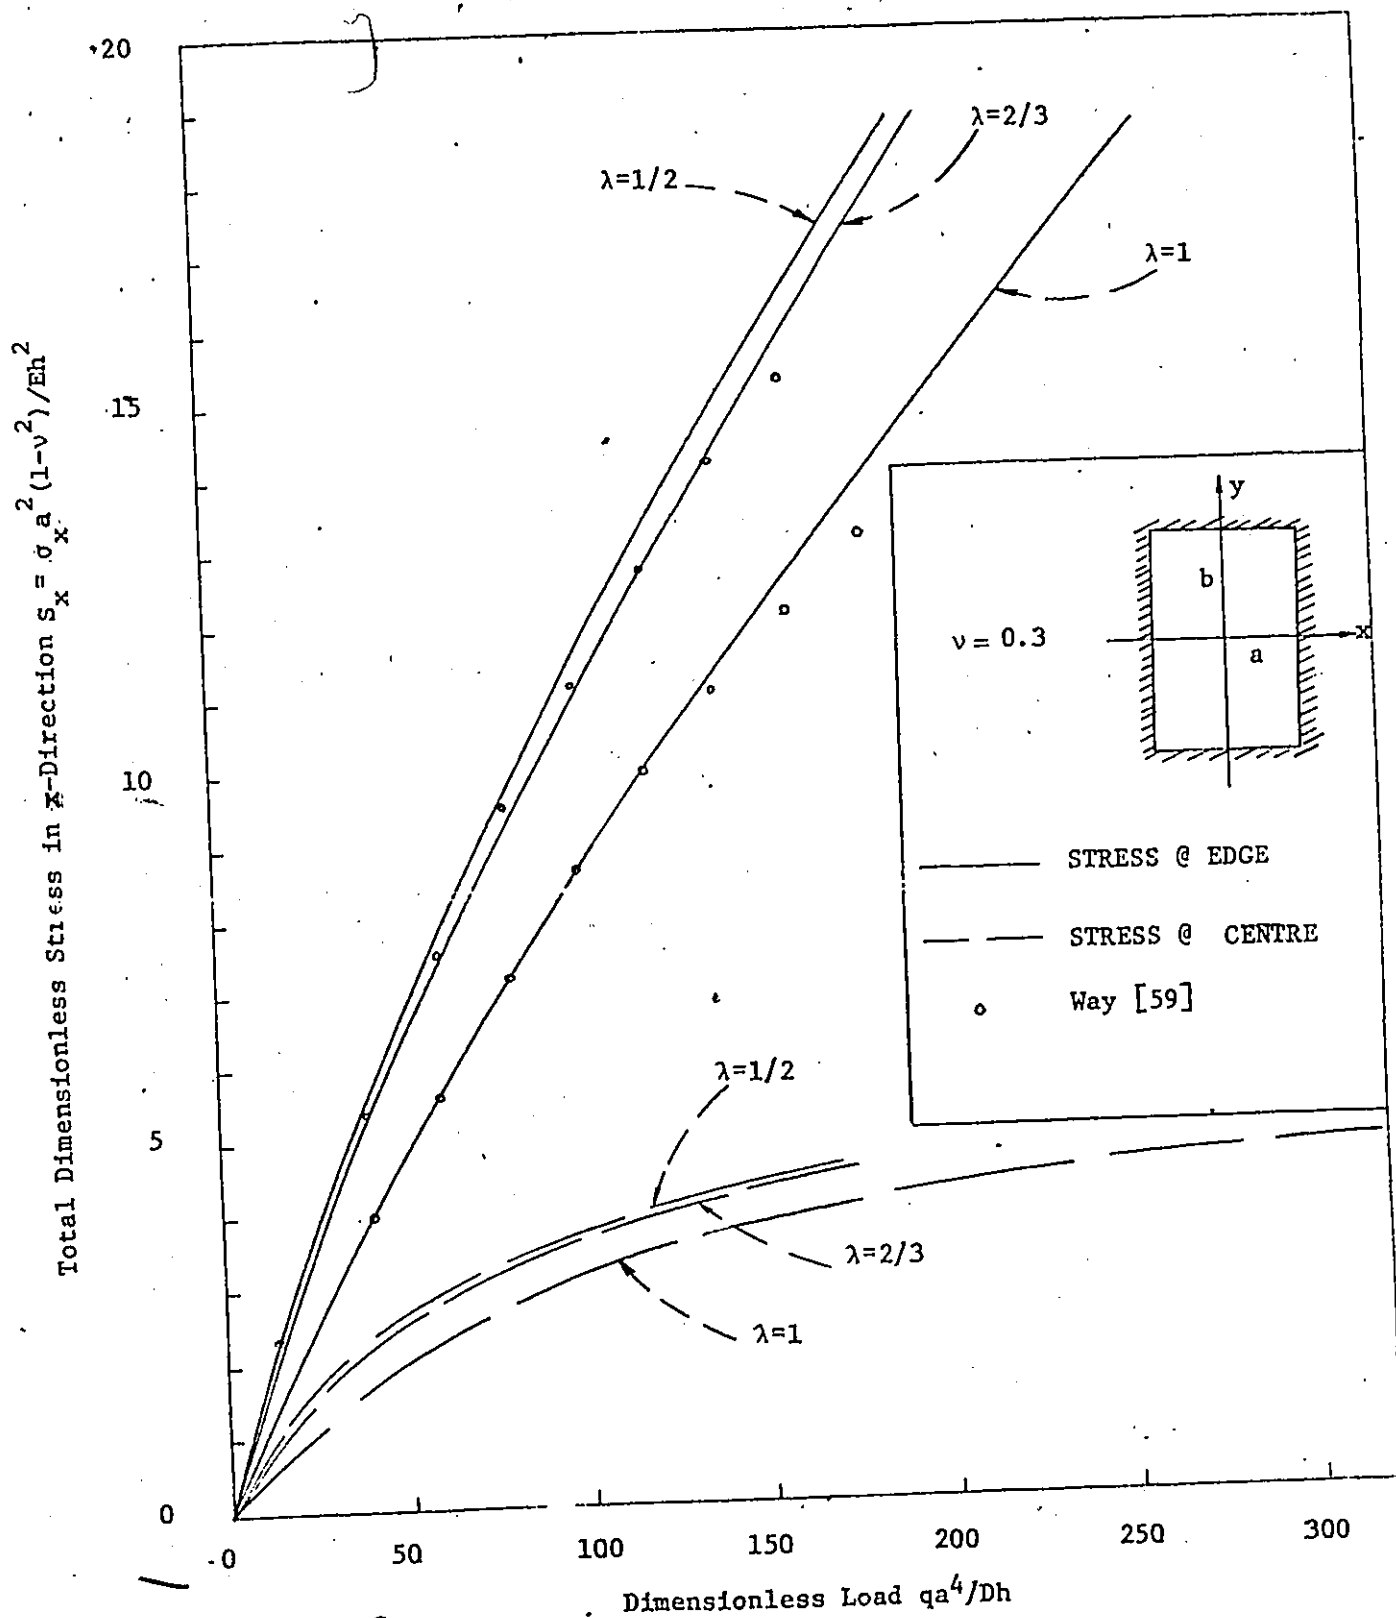 20
λ=2/3
λ=1/2
λ=1
15
y
b
ν = 0.3
x
a
10
STRESS @ EDGE
STRESS @ CENTRE
Way [59]
λ=1/2
5
λ=2/3
λ=1
0
0 50 100 150 200 250 300
Dimensionless Load qa⁴/Dh
Total Dimensionless Stress in x-Direction sₓ = σₓa²(1-ν²)/Eh²